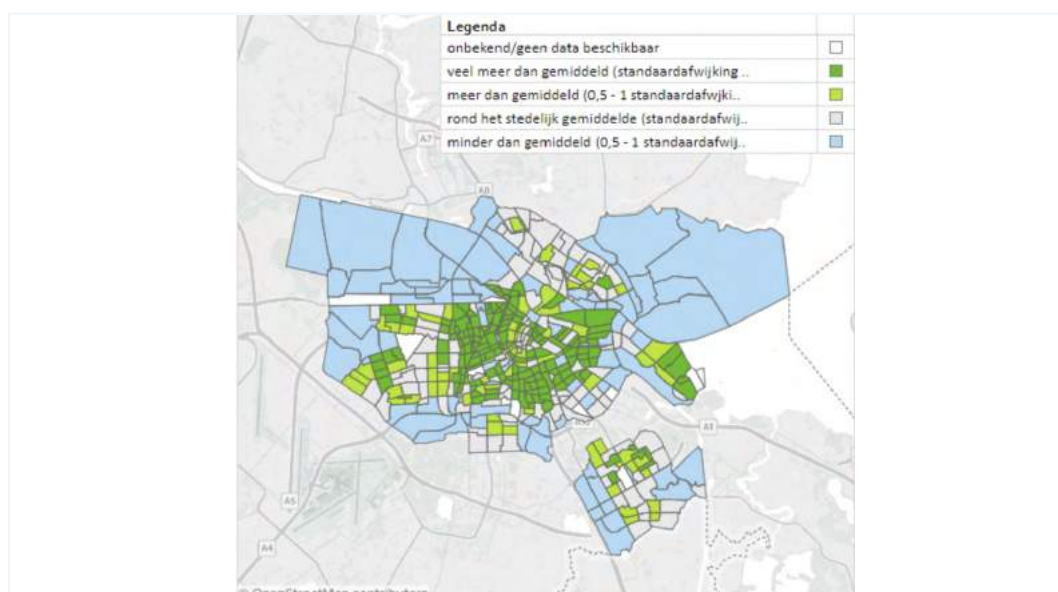 Legenda
onbekend/geen data beschikbaar
veel meer dan gemiddeld (standaardafwijking ..
meer dan gemiddeld (0,5 - 1 standaardafwjki..
rond het stedelijk gemiddelde (standaardafwij..
minder dan gemiddeld (0,5 - 1 standaardafwij..
A7
A8
A1
A5
A4
© OpenStreetMap contributors